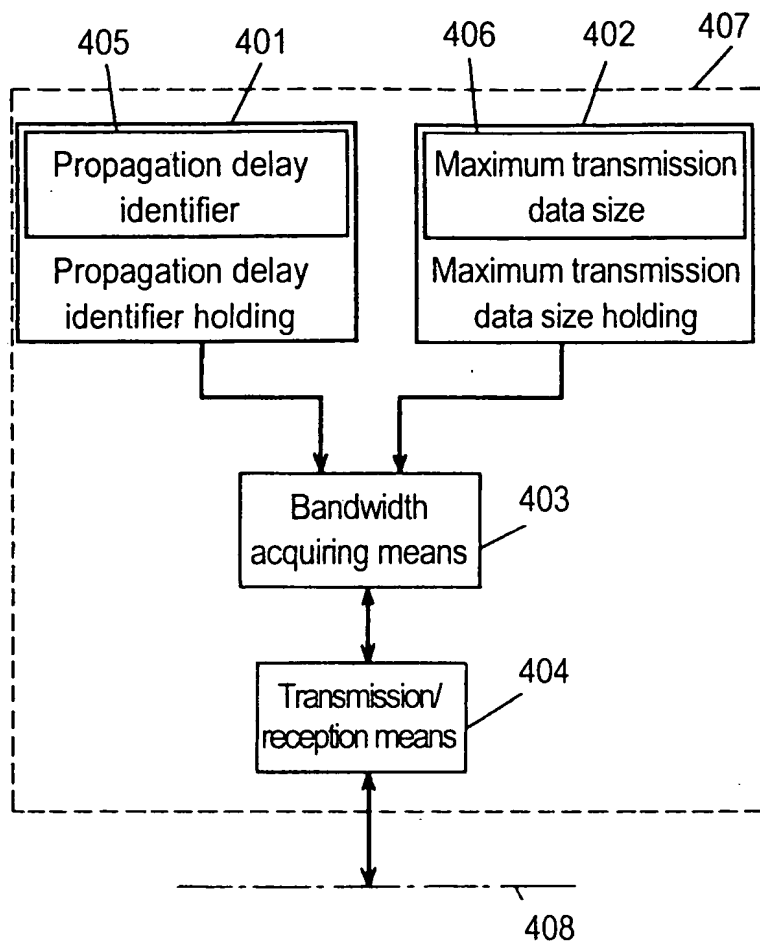 405
401
406
402
407
Propagation delay
identifier
Propagation delay
identifier holding
Maximum transmission
data size
Maximum transmission
data size holding
Bandwidth
acquiring means
403
Transmission/
reception means
404
408